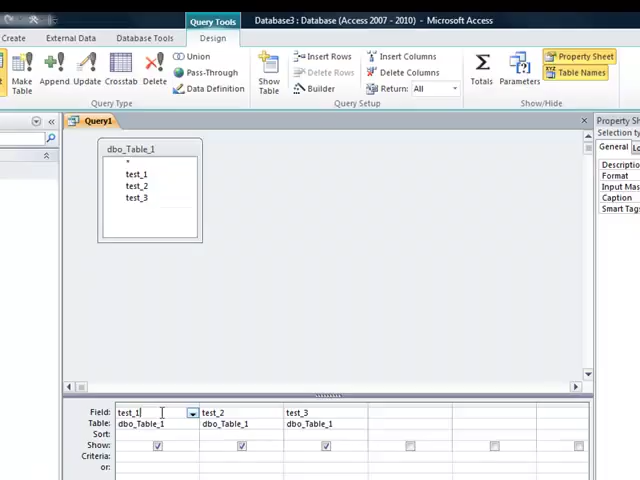 Query Tools
Database3 : Database (Access 2007 - 2010) - Microsoft Access
Create
External Data
Database Tools
Design
Make Table
Append
Update
Crosstab
Delete
Union
Pass-Through
Data Definition
Query Type
Show Table
Insert Rows
Delete Rows
Builder
Insert Columns
Delete Columns
Return: All
Query Setup
Totals
Parameters
Property Sheet
Table Names
Show/Hide
Query1
dbo_Table_1
*
test_1
test_2
test_3
Property Sh
Selection ty
General
Descriptio
Format
Input Mas
Caption
Smart Tags
Field: test_1 test_2 test_3
Table: dbo_Table_1 dbo_Table_1 dbo_Table_1
Sort:
Show:
Criteria:
or: